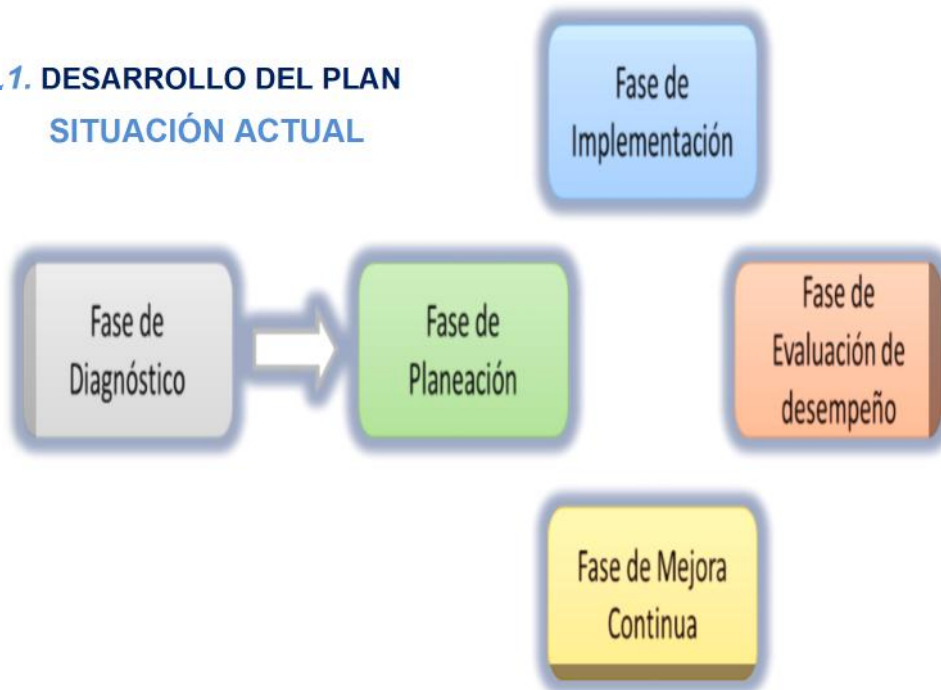 .1. DESARROLLO DEL PLAN
SITUACIÓN ACTUAL
Fase de
Implementación
Fase de
Diagnóstico
Fase de
Planeación
Fase de
Evaluación de
desempeño
Fase de Mejora
Continua